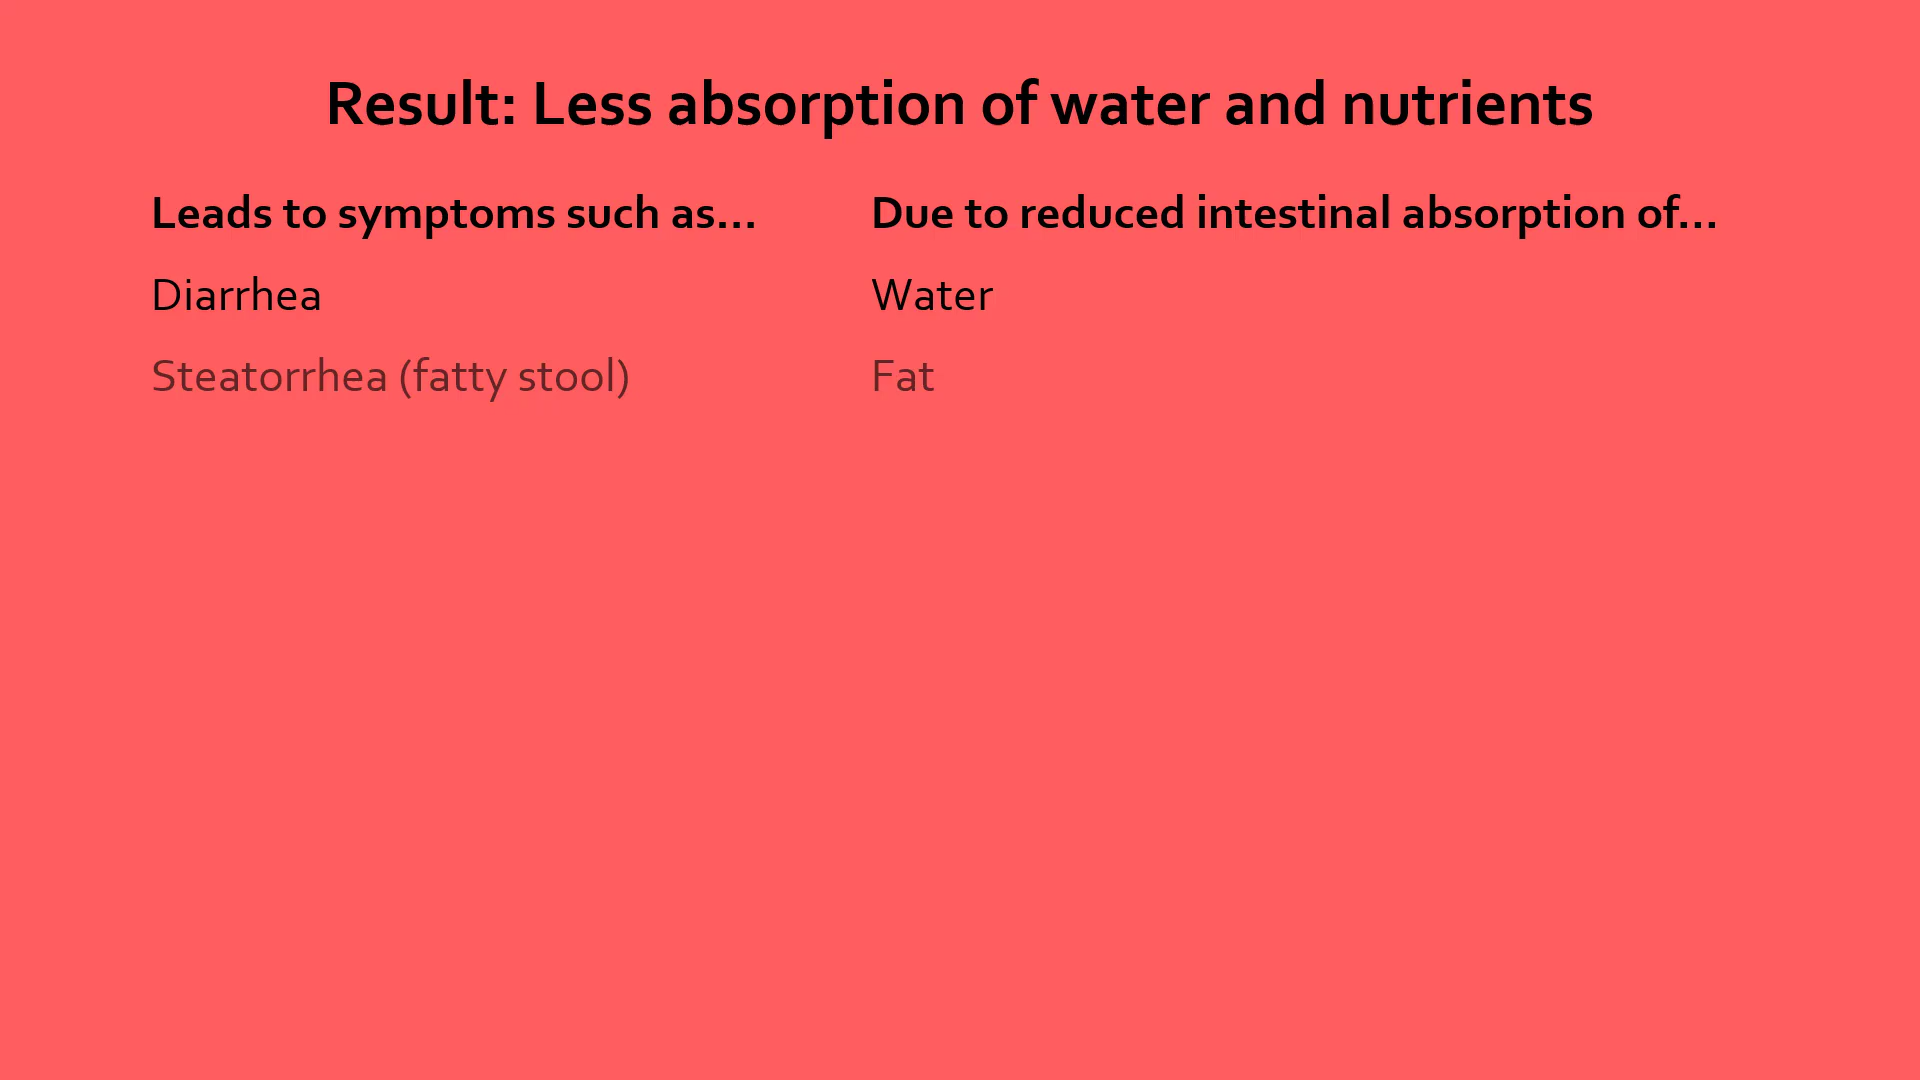 Result: Less absorption of water and nutrients
Leads to symptoms such as... Due to reduced intestinal absorption of...
Diarrhea Water
Steatorrhea (fatty stool) Fat